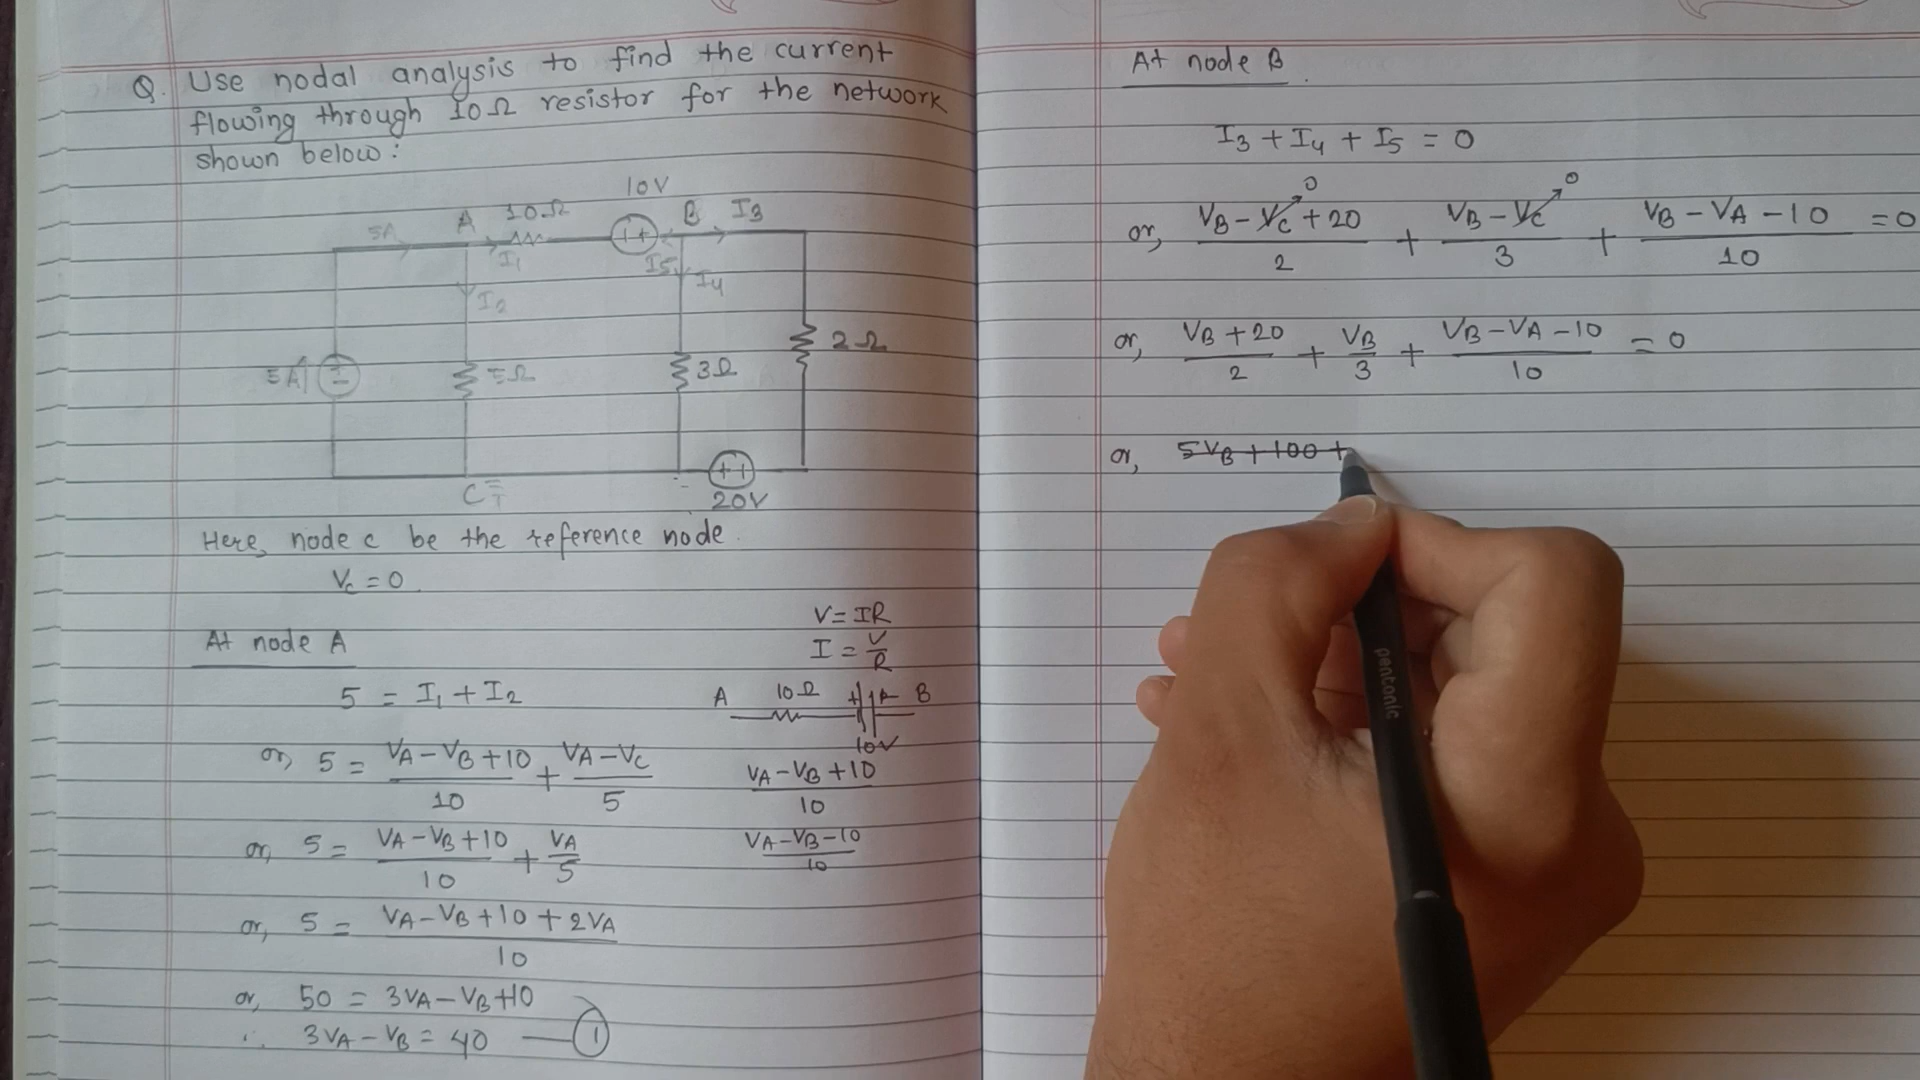 Q. Use nodal analysis to find the current
flowing through 10Ω resistor for the network
shown below:
10V
5A A 10Ω B I3
I1 I5 I4
I2
5A 5Ω 3Ω 2Ω
C 20V
Here, node c be the reference node.
Vc = 0.
At node A
5 = I1 + I2
or, 5 = (VA - VB + 10)/10 + (VA - VC)/5
or, 5 = (VA - VB + 10)/10 + VA/5
or, 5 = (VA - VB + 10 + 2VA)/10
or, 50 = 3VA - VB + 10
∴ 3VA - VB = 40 — ①
V = IR
I = V/R
A 10Ω B
10V
(VA - VB + 10)/10
(VA - VB - 10)/10
At node B.
I3 + I4 + I5 = 0
or, (VB - VC + 20)/2 + (VB - VC)/3 + (VB - VA - 10)/10 = 0
or, (VB + 20)/2 + VB/3 + (VB - VA - 10)/10 = 0
or, 5VB + 100 +
pentonic